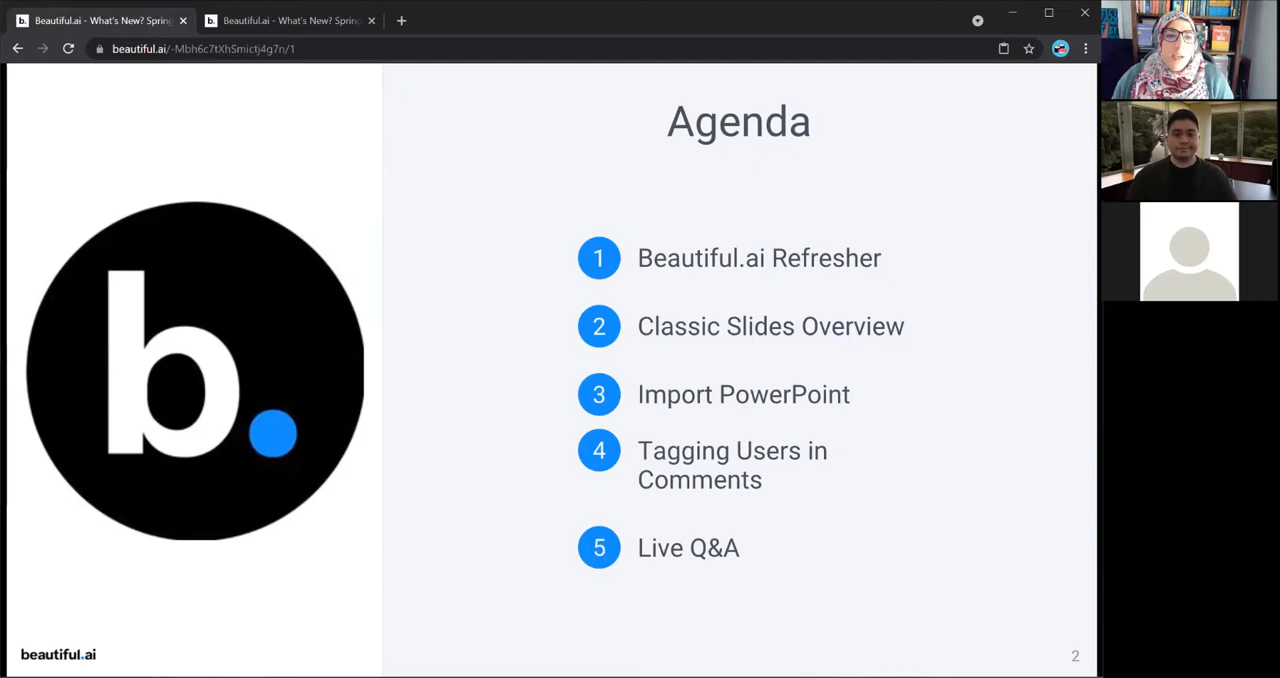 b. Beautiful.ai - What's New? Spring
b. Beautiful.ai - What's New? Spring
beautiful.ai/-Mbh6c7tXhSmictj4g7n/1
Agenda
1 Beautiful.ai Refresher
2 Classic Slides Overview
3 Import PowerPoint
4 Tagging Users in
Comments
5 Live Q&A
b.
beautiful.ai
2